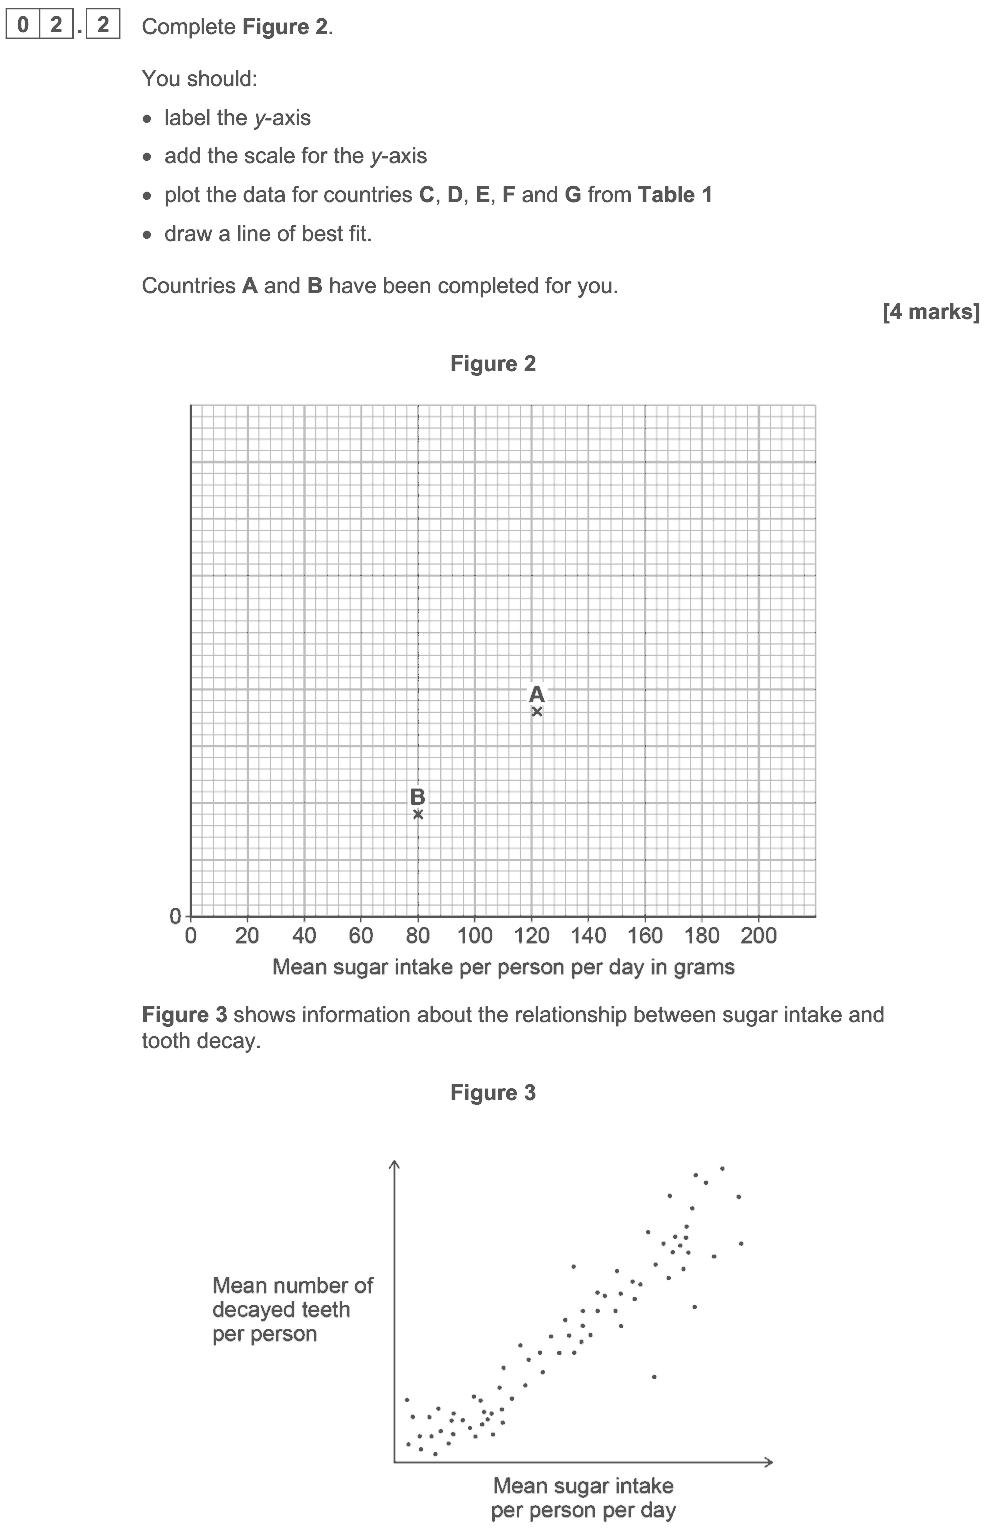 0 2 . 2 Complete Figure 2.
You should:
• label the y-axis
• add the scale for the y-axis
• plot the data for countries C, D, E, F and G from Table 1
• draw a line of best fit.
Countries A and B have been completed for you.
[4 marks]
Figure 2
A
B
0
0 20 40 60 80 100 120 140 160 180 200
Mean sugar intake per person per day in grams
Figure 3 shows information about the relationship between sugar intake and
tooth decay.
Figure 3
Mean number of
decayed teeth
per person
Mean sugar intake
per person per day